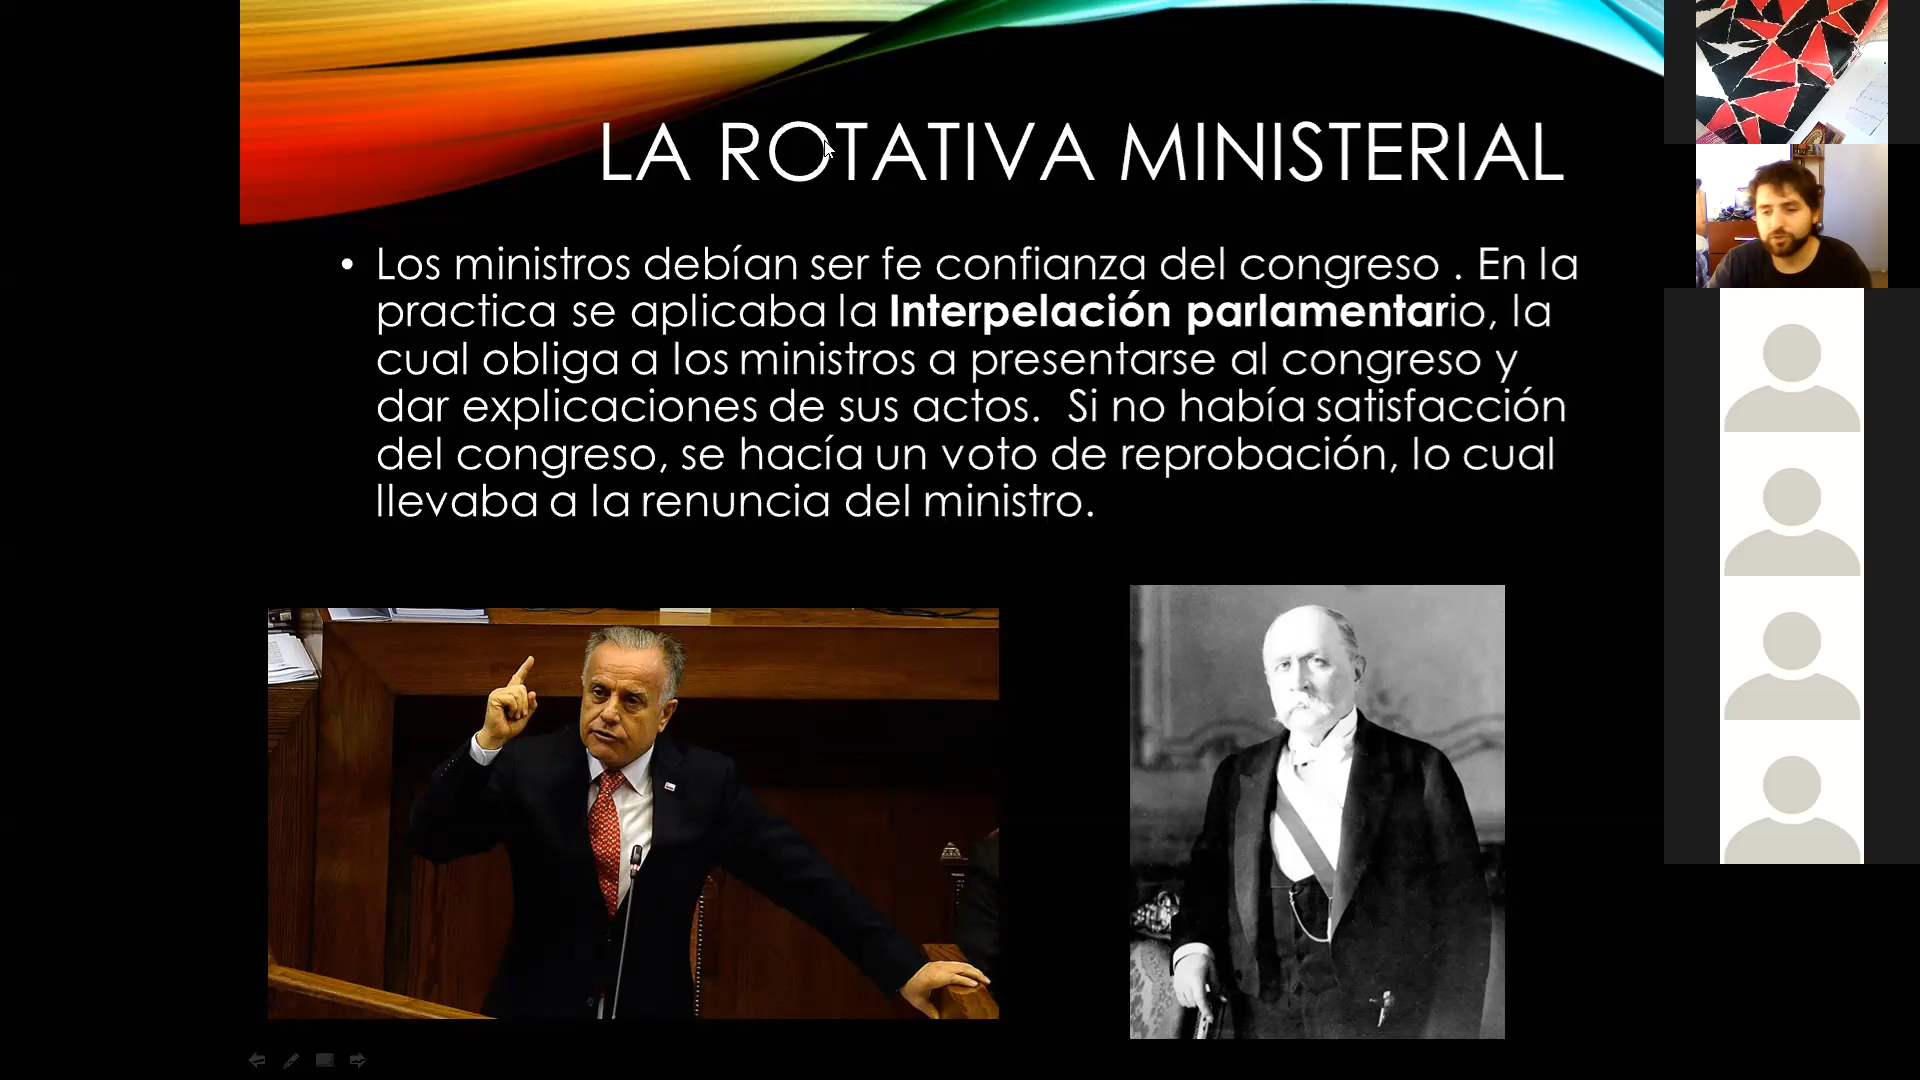 LA ROTATIVA MINISTERIAL
• Los ministros debían ser fe confianza del congreso . En la
practica se aplicaba la Interpelación parlamentario, la
cual obliga a los ministros a presentarse al congreso y
dar explicaciones de sus actos.  Si no había satisfacción
del congreso, se hacía un voto de reprobación, lo cual
llevaba a la renuncia del ministro.